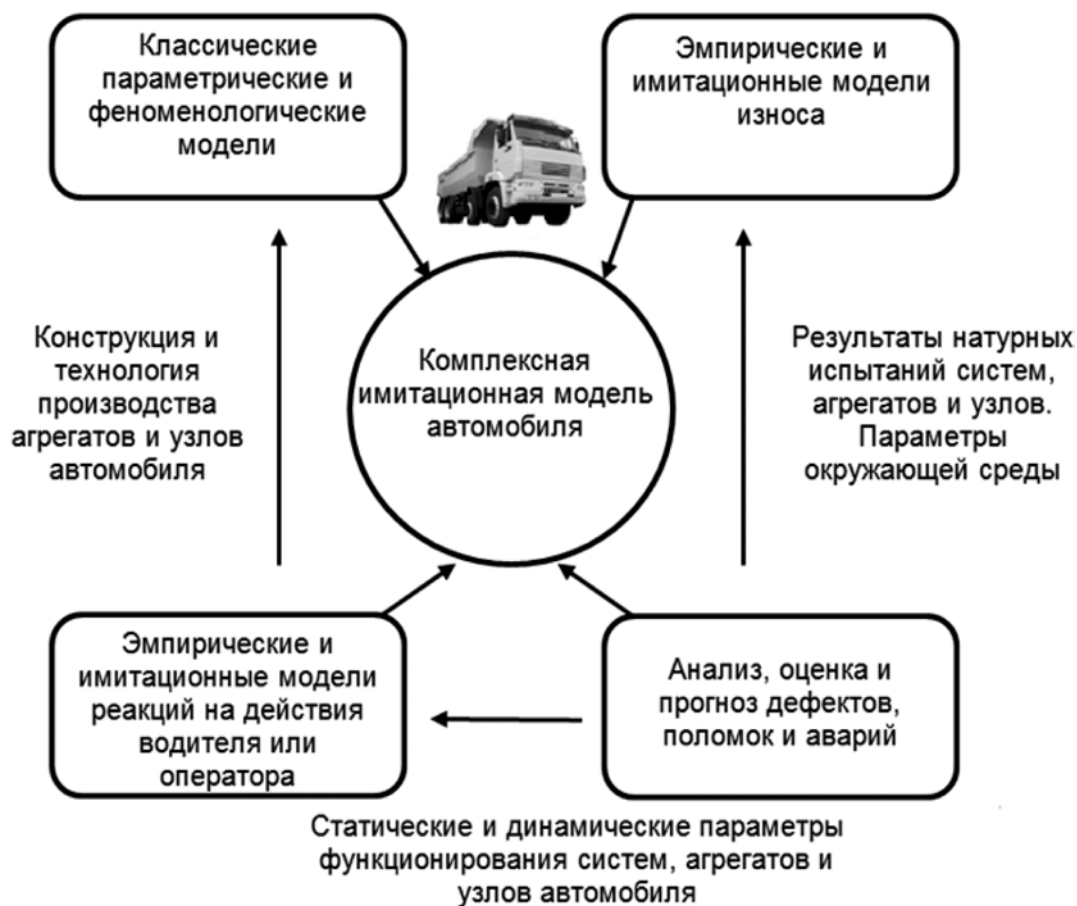 Классические
параметрические и
феноменологические
модели
Эмпирические и
имитационные модели
износа
Конструкция и
технология
производства
агрегатов и узлов
автомобиля
Комплексная
имитационная модель
автомобиля
Результаты натурных
испытаний систем,
агрегатов и узлов.
Параметры
окружающей среды
Эмпирические и
имитационные модели
реакций на действия
водителя или
оператора
Анализ, оценка и
прогноз дефектов,
поломок и аварий
Статические и динамические параметры
функционирования систем, агрегатов и
узлов автомобиля